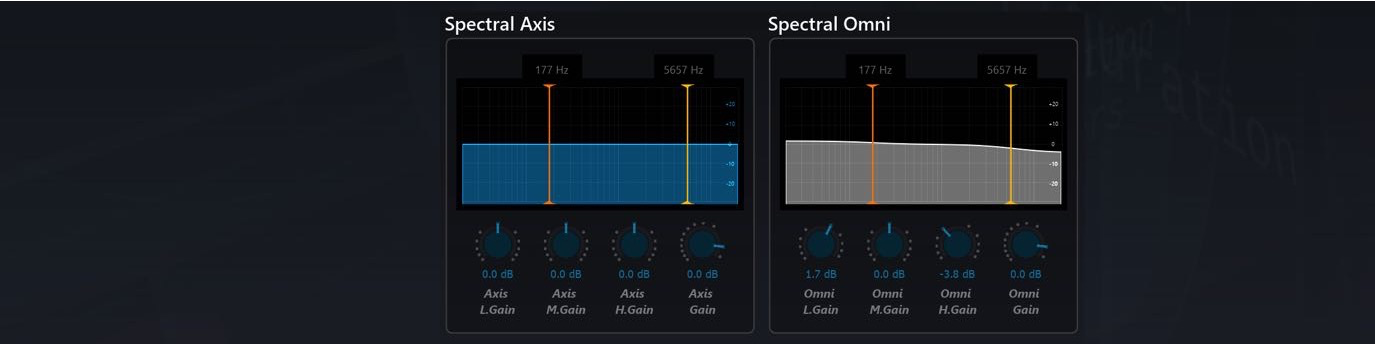 Spectral Axis
177 Hz
5657 Hz
+20
+10
0
-10
-20
0.0 dB
0.0 dB
0.0 dB
0.0 dB
Axis L.Gain
Axis M.Gain
Axis H.Gain
Axis Gain
Spectral Omni
177 Hz
5657 Hz
+20
+10
0
-10
-20
1.7 dB
0.0 dB
-3.8 dB
0.0 dB
Omni L.Gain
Omni M.Gain
Omni H.Gain
Omni Gain